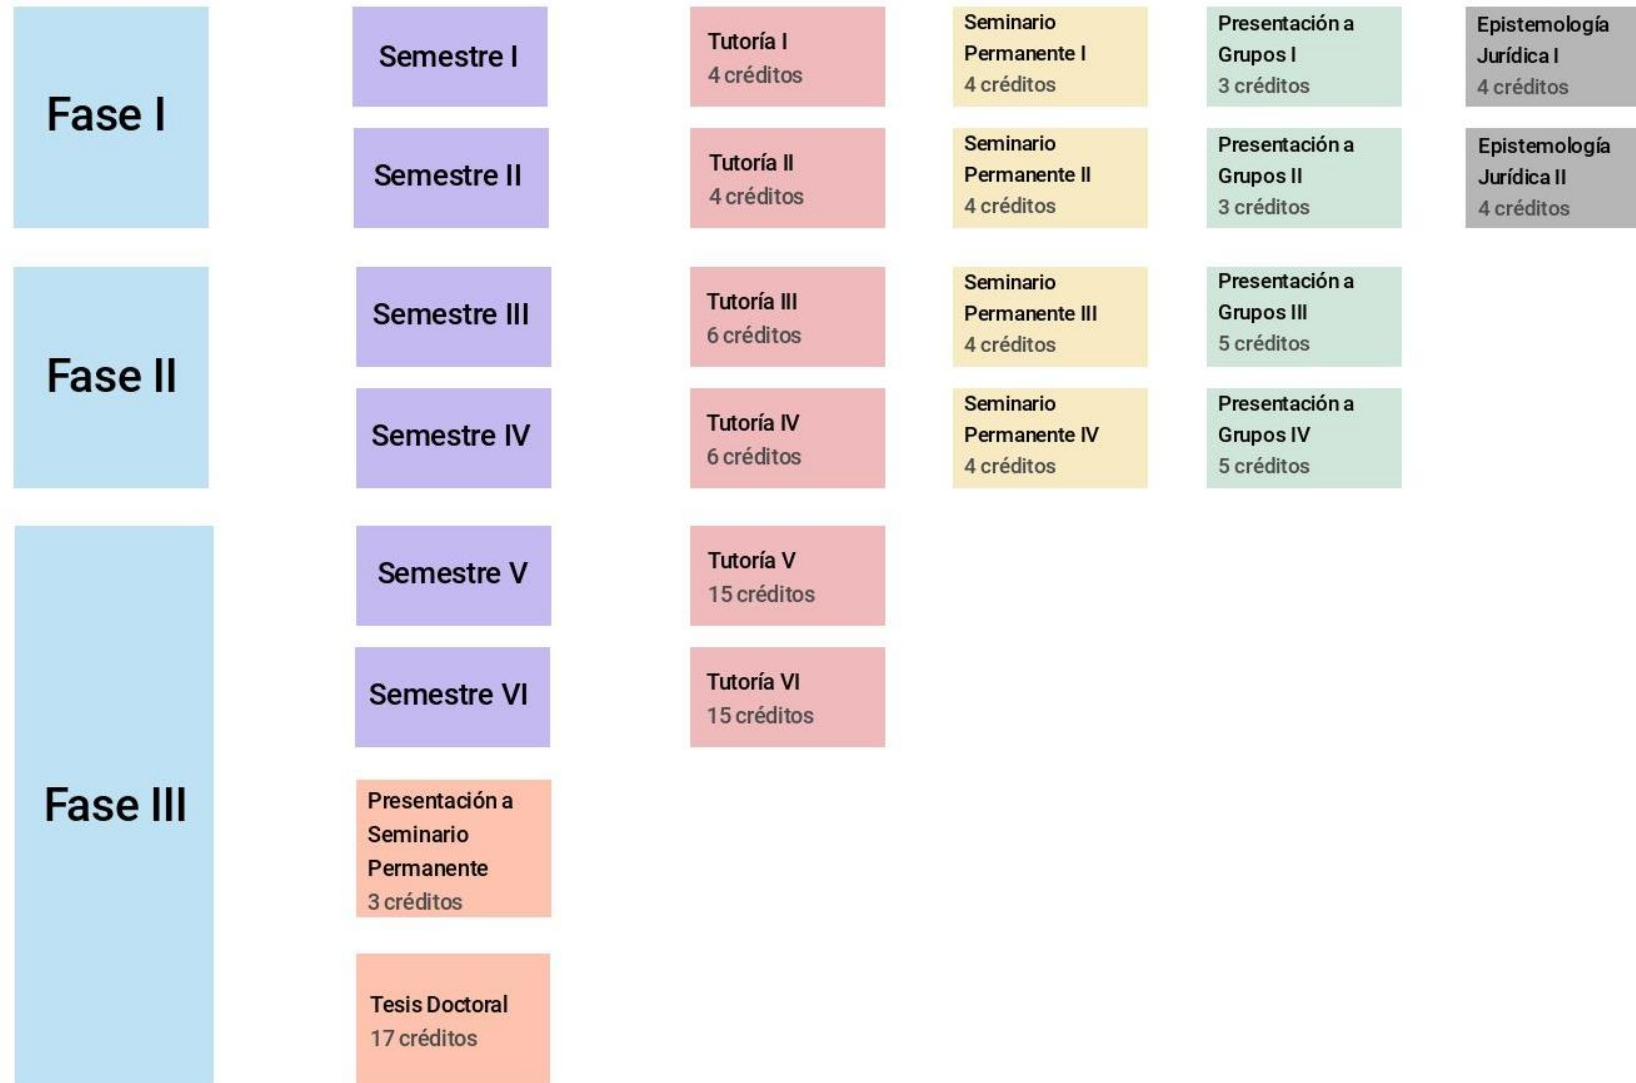 Fase I
Semestre I
Tutoría I
4 créditos
Seminario
Permanente I
4 créditos
Presentación a
Grupos I
3 créditos
Epistemología
Jurídica I
4 créditos
Semestre II
Tutoría II
4 créditos
Seminario
Permanente II
4 créditos
Presentación a
Grupos II
3 créditos
Epistemología
Jurídica II
4 créditos
Fase II
Semestre III
Tutoría III
6 créditos
Seminario
Permanente III
4 créditos
Presentación a
Grupos III
5 créditos
Semestre IV
Tutoría IV
6 créditos
Seminario
Permanente IV
4 créditos
Presentación a
Grupos IV
5 créditos
Fase III
Semestre V
Tutoría V
15 créditos
Semestre VI
Tutoría VI
15 créditos
Presentación a
Seminario
Permanente
3 créditos
Tesis Doctoral
17 créditos